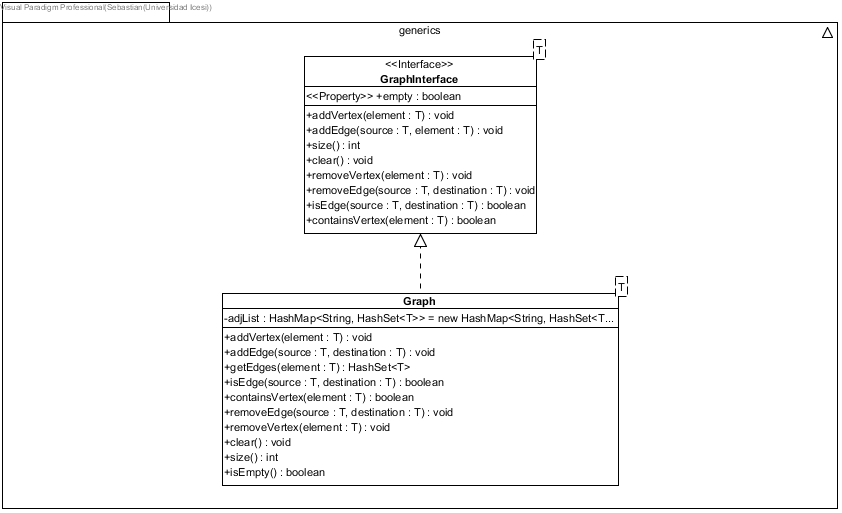 Visual Paradigm Professional(Sebastian(Universidad Icesi))
generics
T
<<Interface>>
GraphInterface
<<Property>> +empty : boolean
+addVertex(element : T) : void
+addEdge(source : T, element : T) : void
+size() : int
+clear() : void
+removeVertex(element : T) : void
+removeEdge(source : T, destination : T) : void
+isEdge(source : T, destination : T) : boolean
+containsVertex(element : T) : boolean
T
Graph
-adjList : HashMap<String, HashSet<T>> = new HashMap<String, HashSet<T...
+addVertex(element : T) : void
+addEdge(source : T, destination : T) : void
+getEdges(element : T) : HashSet<T>
+isEdge(source : T, destination : T) : boolean
+containsVertex(element : T) : boolean
+removeEdge(source : T, destination : T) : void
+removeVertex(element : T) : void
+clear() : void
+size() : int
+isEmpty() : boolean